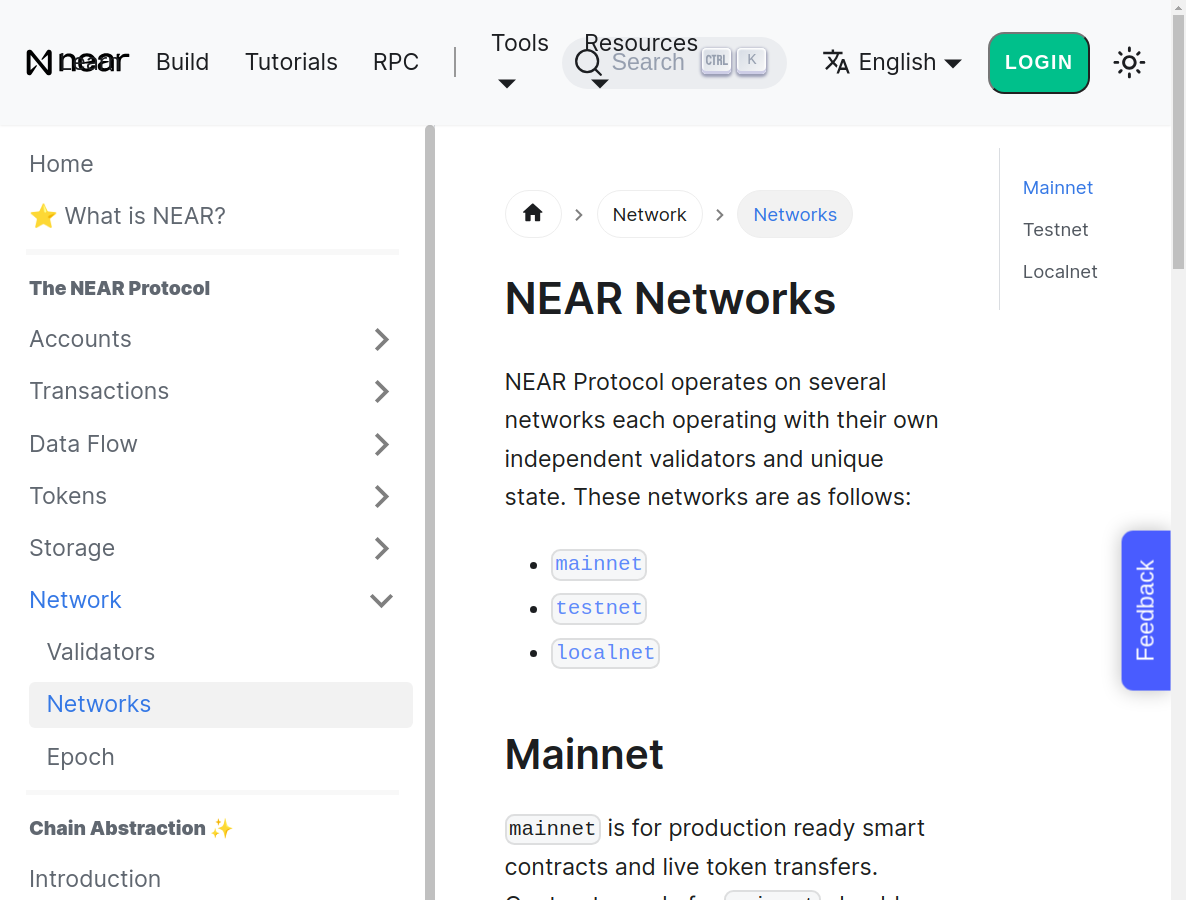 near
Learn
Build
Tutorials
RPC
Tools
Resources
Search
CTRL
K
English
LOGIN
Home
⭐ What is NEAR?
The NEAR Protocol
Accounts
Transactions
Data Flow
Tokens
Storage
Network
Validators
Networks
Epoch
Chain Abstraction ✨
Introduction
Network
Networks
NEAR Networks
NEAR Protocol operates on several
networks each operating with their own
independent validators and unique
state. These networks are as follows:
• mainnet
• testnet
• localnet
Mainnet
mainnet is for production ready smart
contracts and live token transfers.
Mainnet
Testnet
Localnet
Feedback